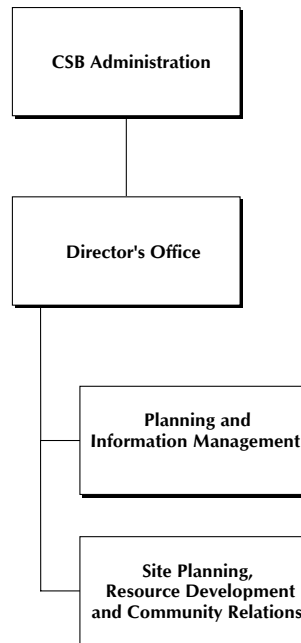 CSB Administration
Director's Office
Planning and
Information Management
Site Planning,
Resource Development
and Community Relations